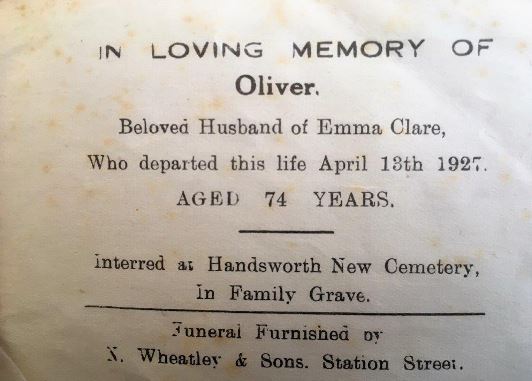 IN LOVING MEMORY OF
Oliver.
Beloved Husband of Emma Clare,
Who departed this life April 13th 1927.
AGED 74 YEARS.
interred at Handsworth New Cemetery,
in Family Grave.
Funeral Furnished by
N. Wheatley & Sons. Station Street.